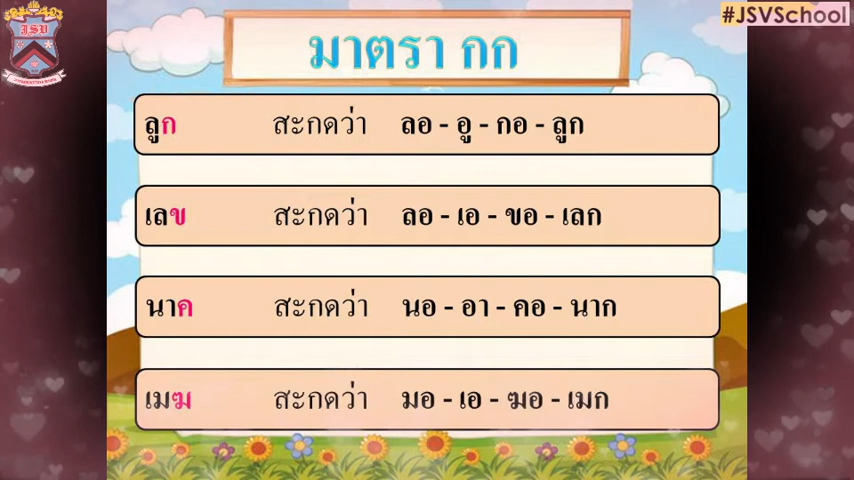 JSV
#JSVSchool
มาตรา กก
ลูก สะกดว่า ลอ - อู - กอ - ลูก
เลข สะกดว่า ลอ - เอ - ขอ - เลก
นาค สะกดว่า นอ - อา - คอ - นาก
เมฆ สะกดว่า มอ - เอ - ฆอ - เมก